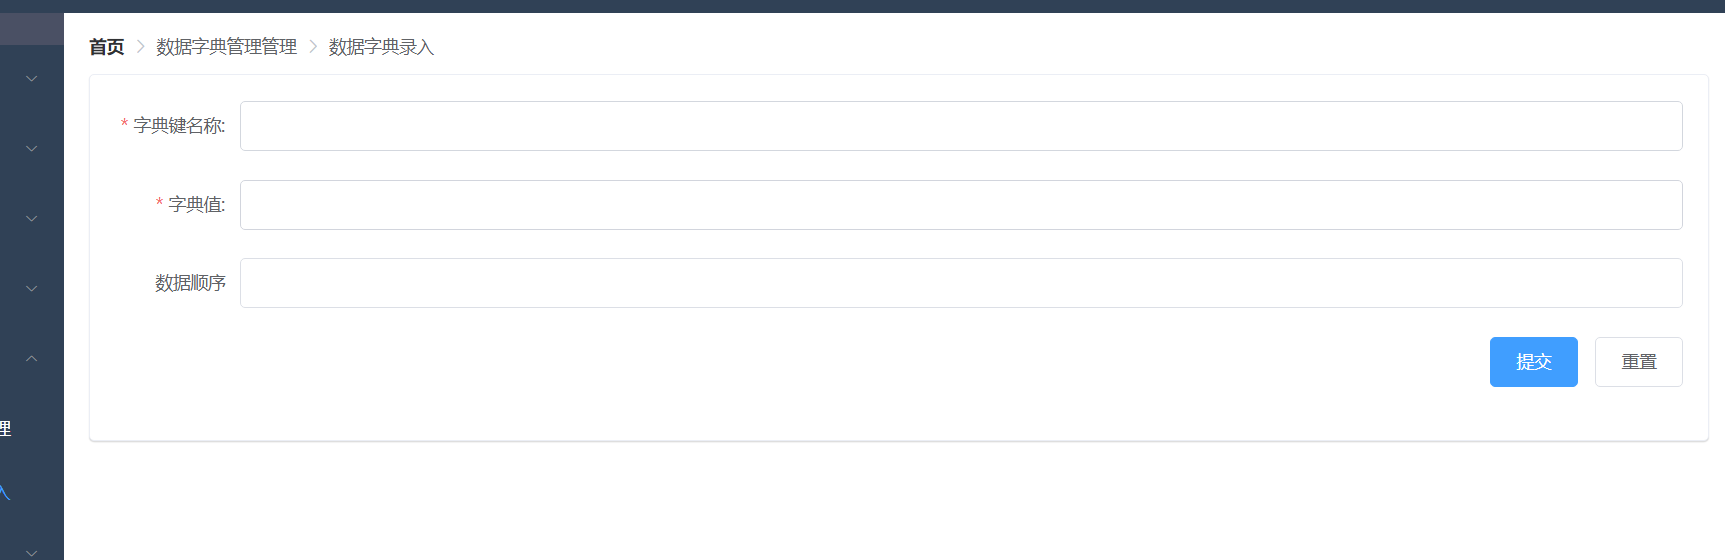 首页 > 数据字典管理管理 > 数据字典录入
* 字典键名称:
* 字典值:
数据顺序
提交 重置
理
入